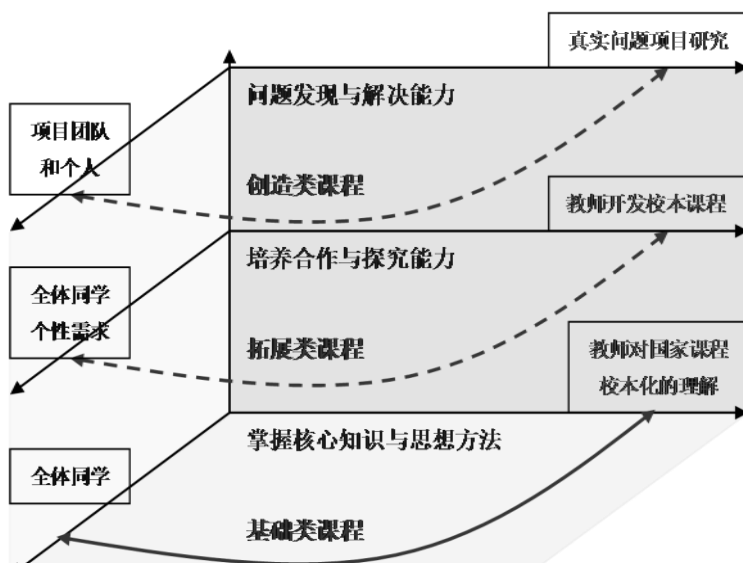 真实问题项目研究
问题发现与解决能力
项目团队
和个人
创造类课程
教师开发校本课程
培养合作与探究能力
全体同学
个性需求
拓展类课程
教师对国家课程
校本化的理解
掌握核心知识与思想方法
全体同学
基础类课程